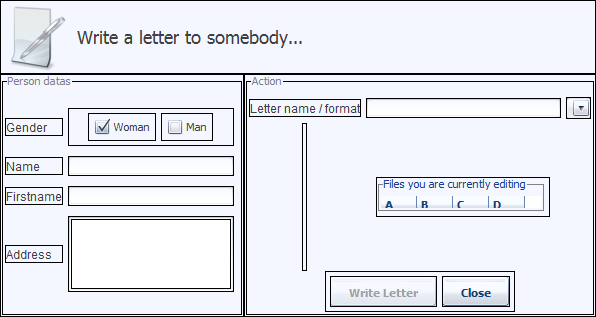 Write a letter to somebody...
Person datas
Gender
Woman
Man
Name
Firstname
Address
Action
Letter name / format
Files you are currently editing
A B C D
Write Letter
Close